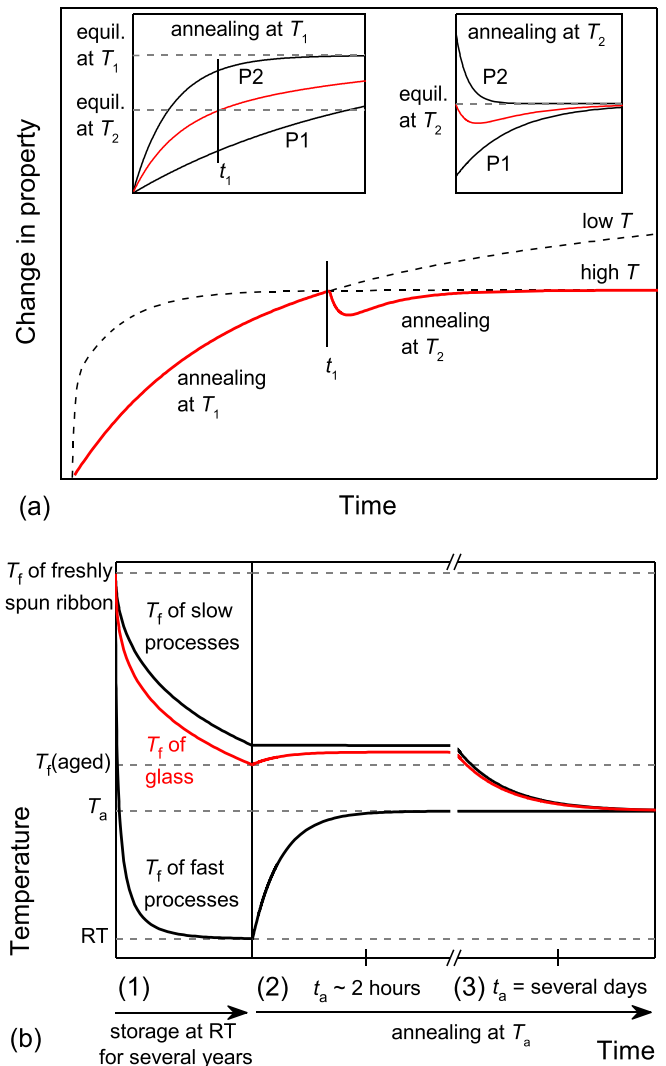 equil.
at T1
annealing at T1
P2
equil.
at T2
P1
t1
annealing at T2
P2
equil.
at T2
P1
Change in property
low T
high T
annealing
at T2
t1
annealing
at T1
(a)
Time
Tf of freshly
spun ribbon
Tf of slow
processes
Tf of
glass
Tf(aged)
Ta
Tf of fast
processes
RT
Temperature
(1)
(2)
ta ~ 2 hours
(3)
ta = several days
storage at RT
for several years
annealing at Ta
(b)
Time